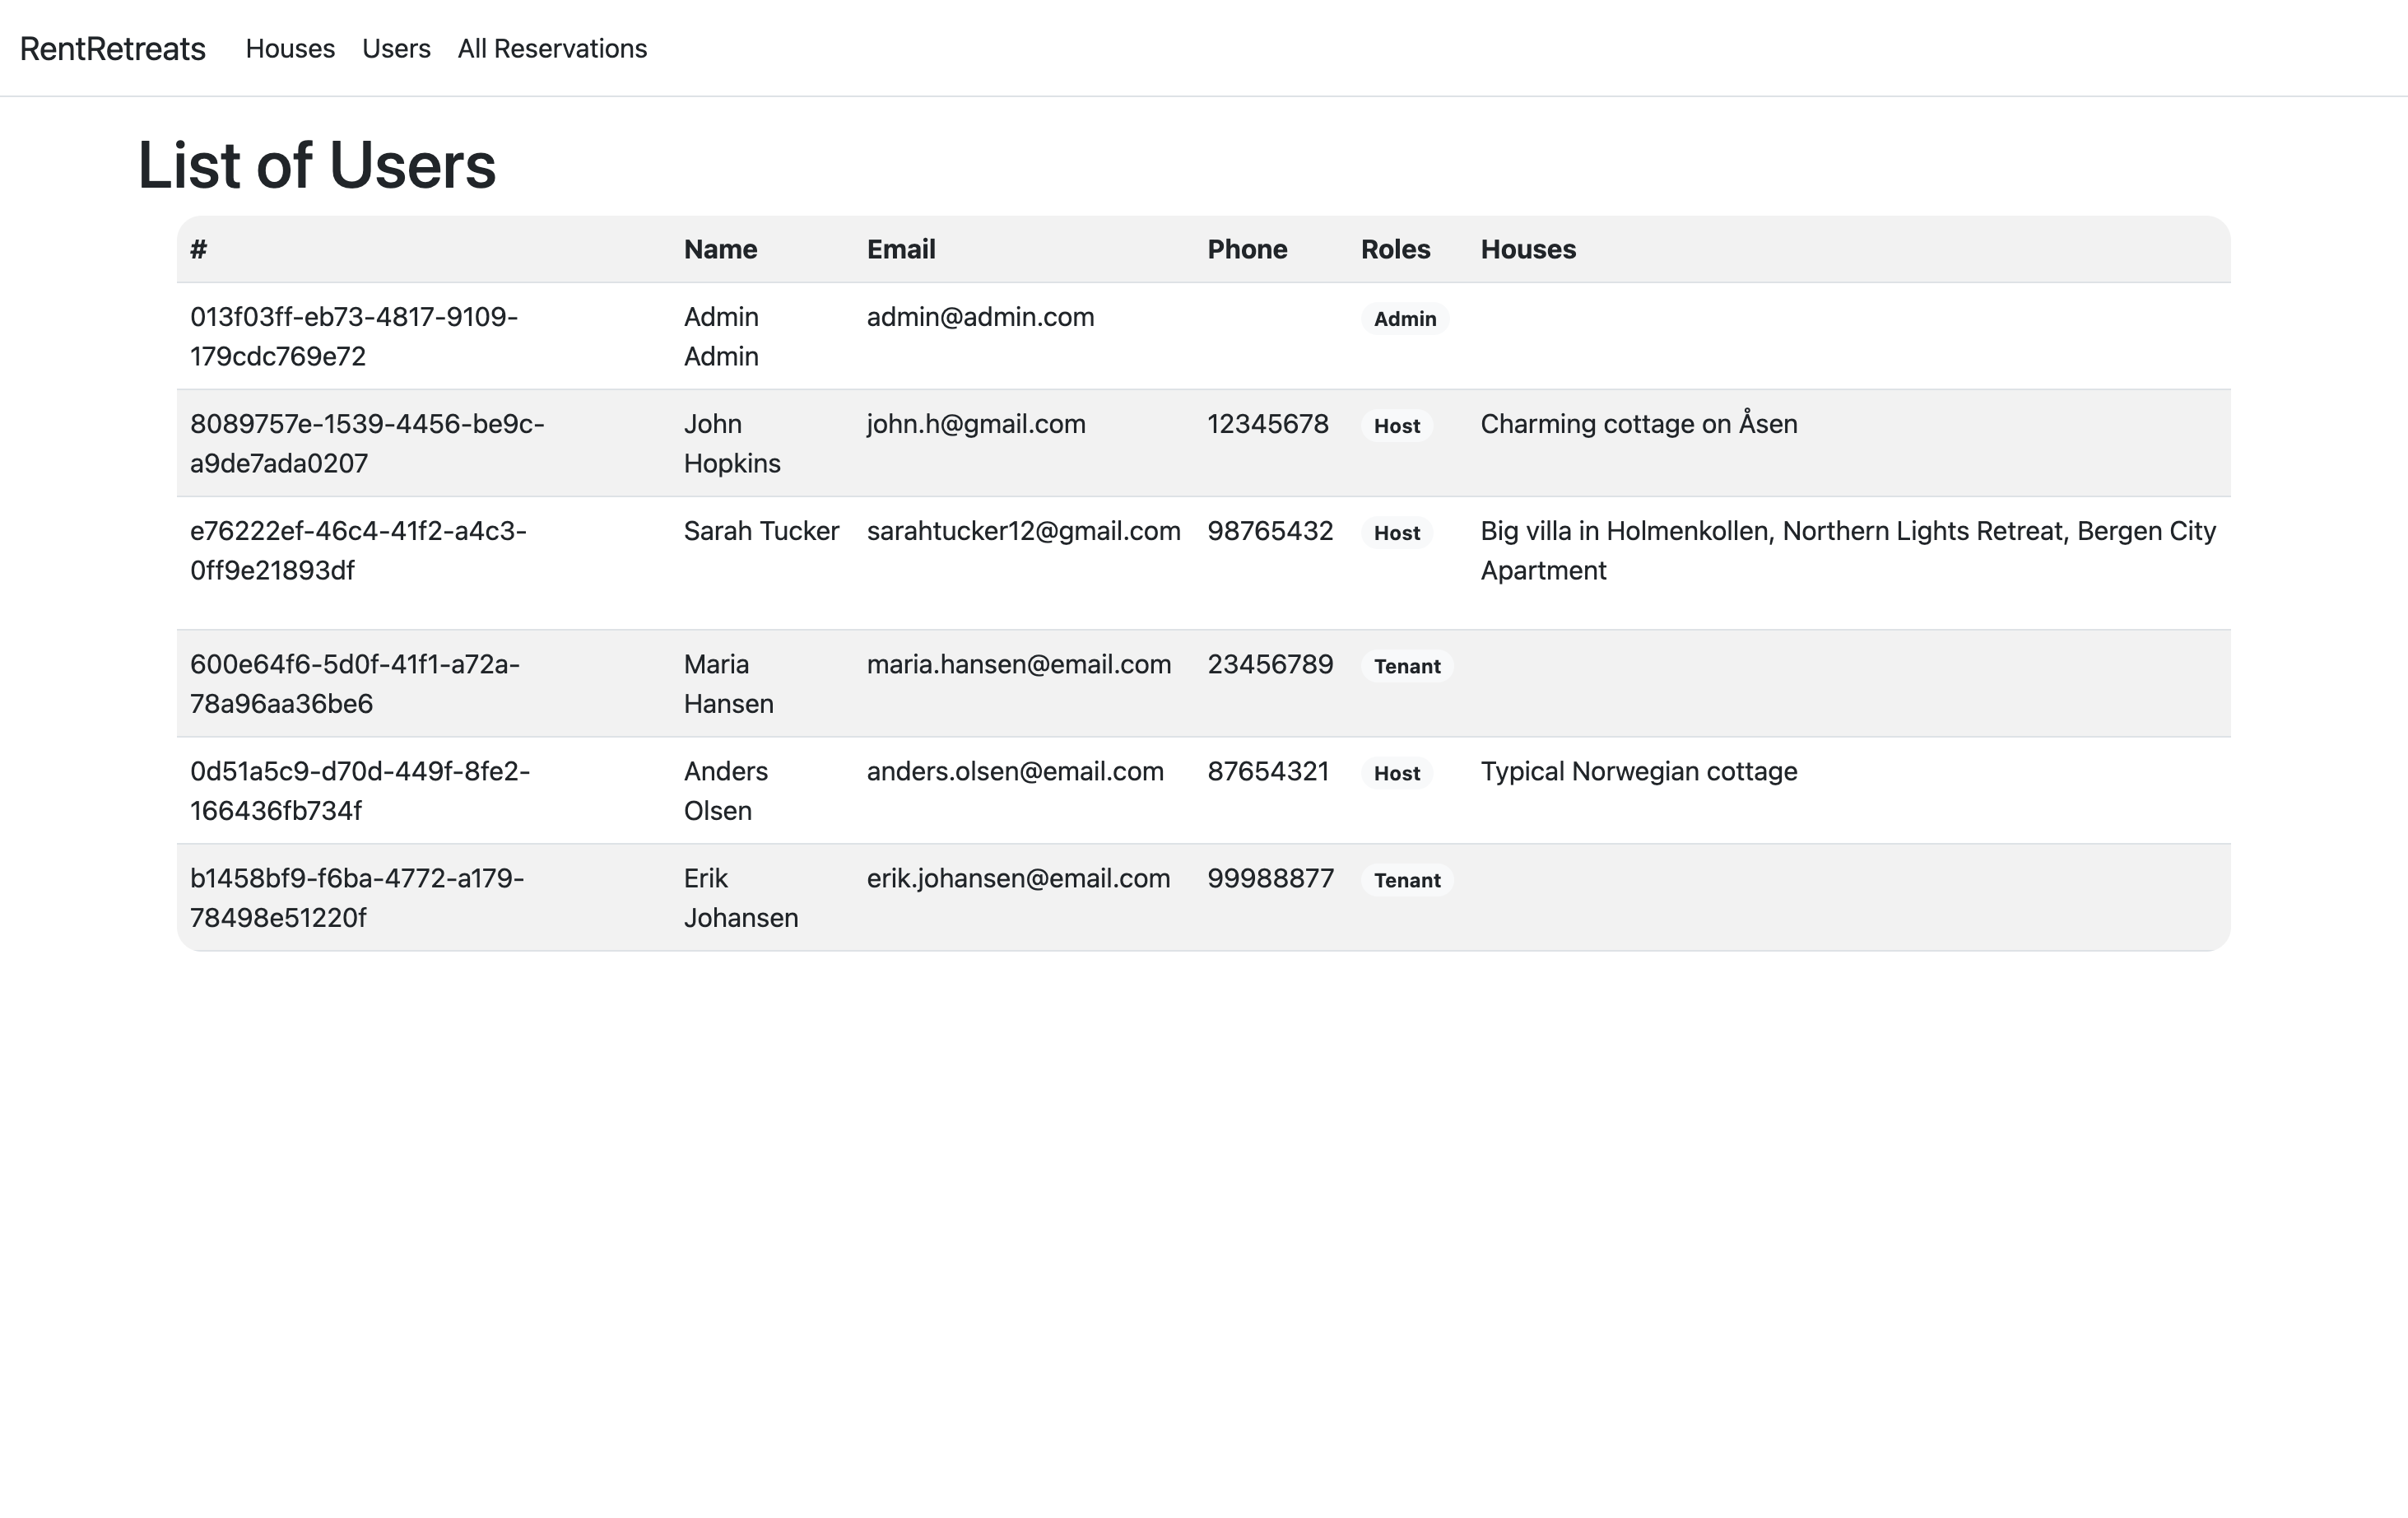 RentRetreats Houses Users All Reservations
List of Users
# Name Email Phone Roles Houses
013f03ff-eb73-4817-9109- Admin admin@admin.com Admin
179cdc769e72 Admin
8089757e-1539-4456-be9c- John john.h@gmail.com 12345678 Host Charming cottage on Åsen
a9de7ada0207 Hopkins
e76222ef-46c4-41f2-a4c3- Sarah Tucker sarahtucker12@gmail.com 98765432 Host Big villa in Holmenkollen, Northern Lights Retreat, Bergen City
0ff9e21893df Apartment
600e64f6-5d0f-41f1-a72a- Maria maria.hansen@email.com 23456789 Tenant
78a96aa36be6 Hansen
0d51a5c9-d70d-449f-8fe2- Anders anders.olsen@email.com 87654321 Host Typical Norwegian cottage
166436fb734f Olsen
b1458bf9-f6ba-4772-a179- Erik erik.johansen@email.com 99988877 Tenant
78498e51220f Johansen